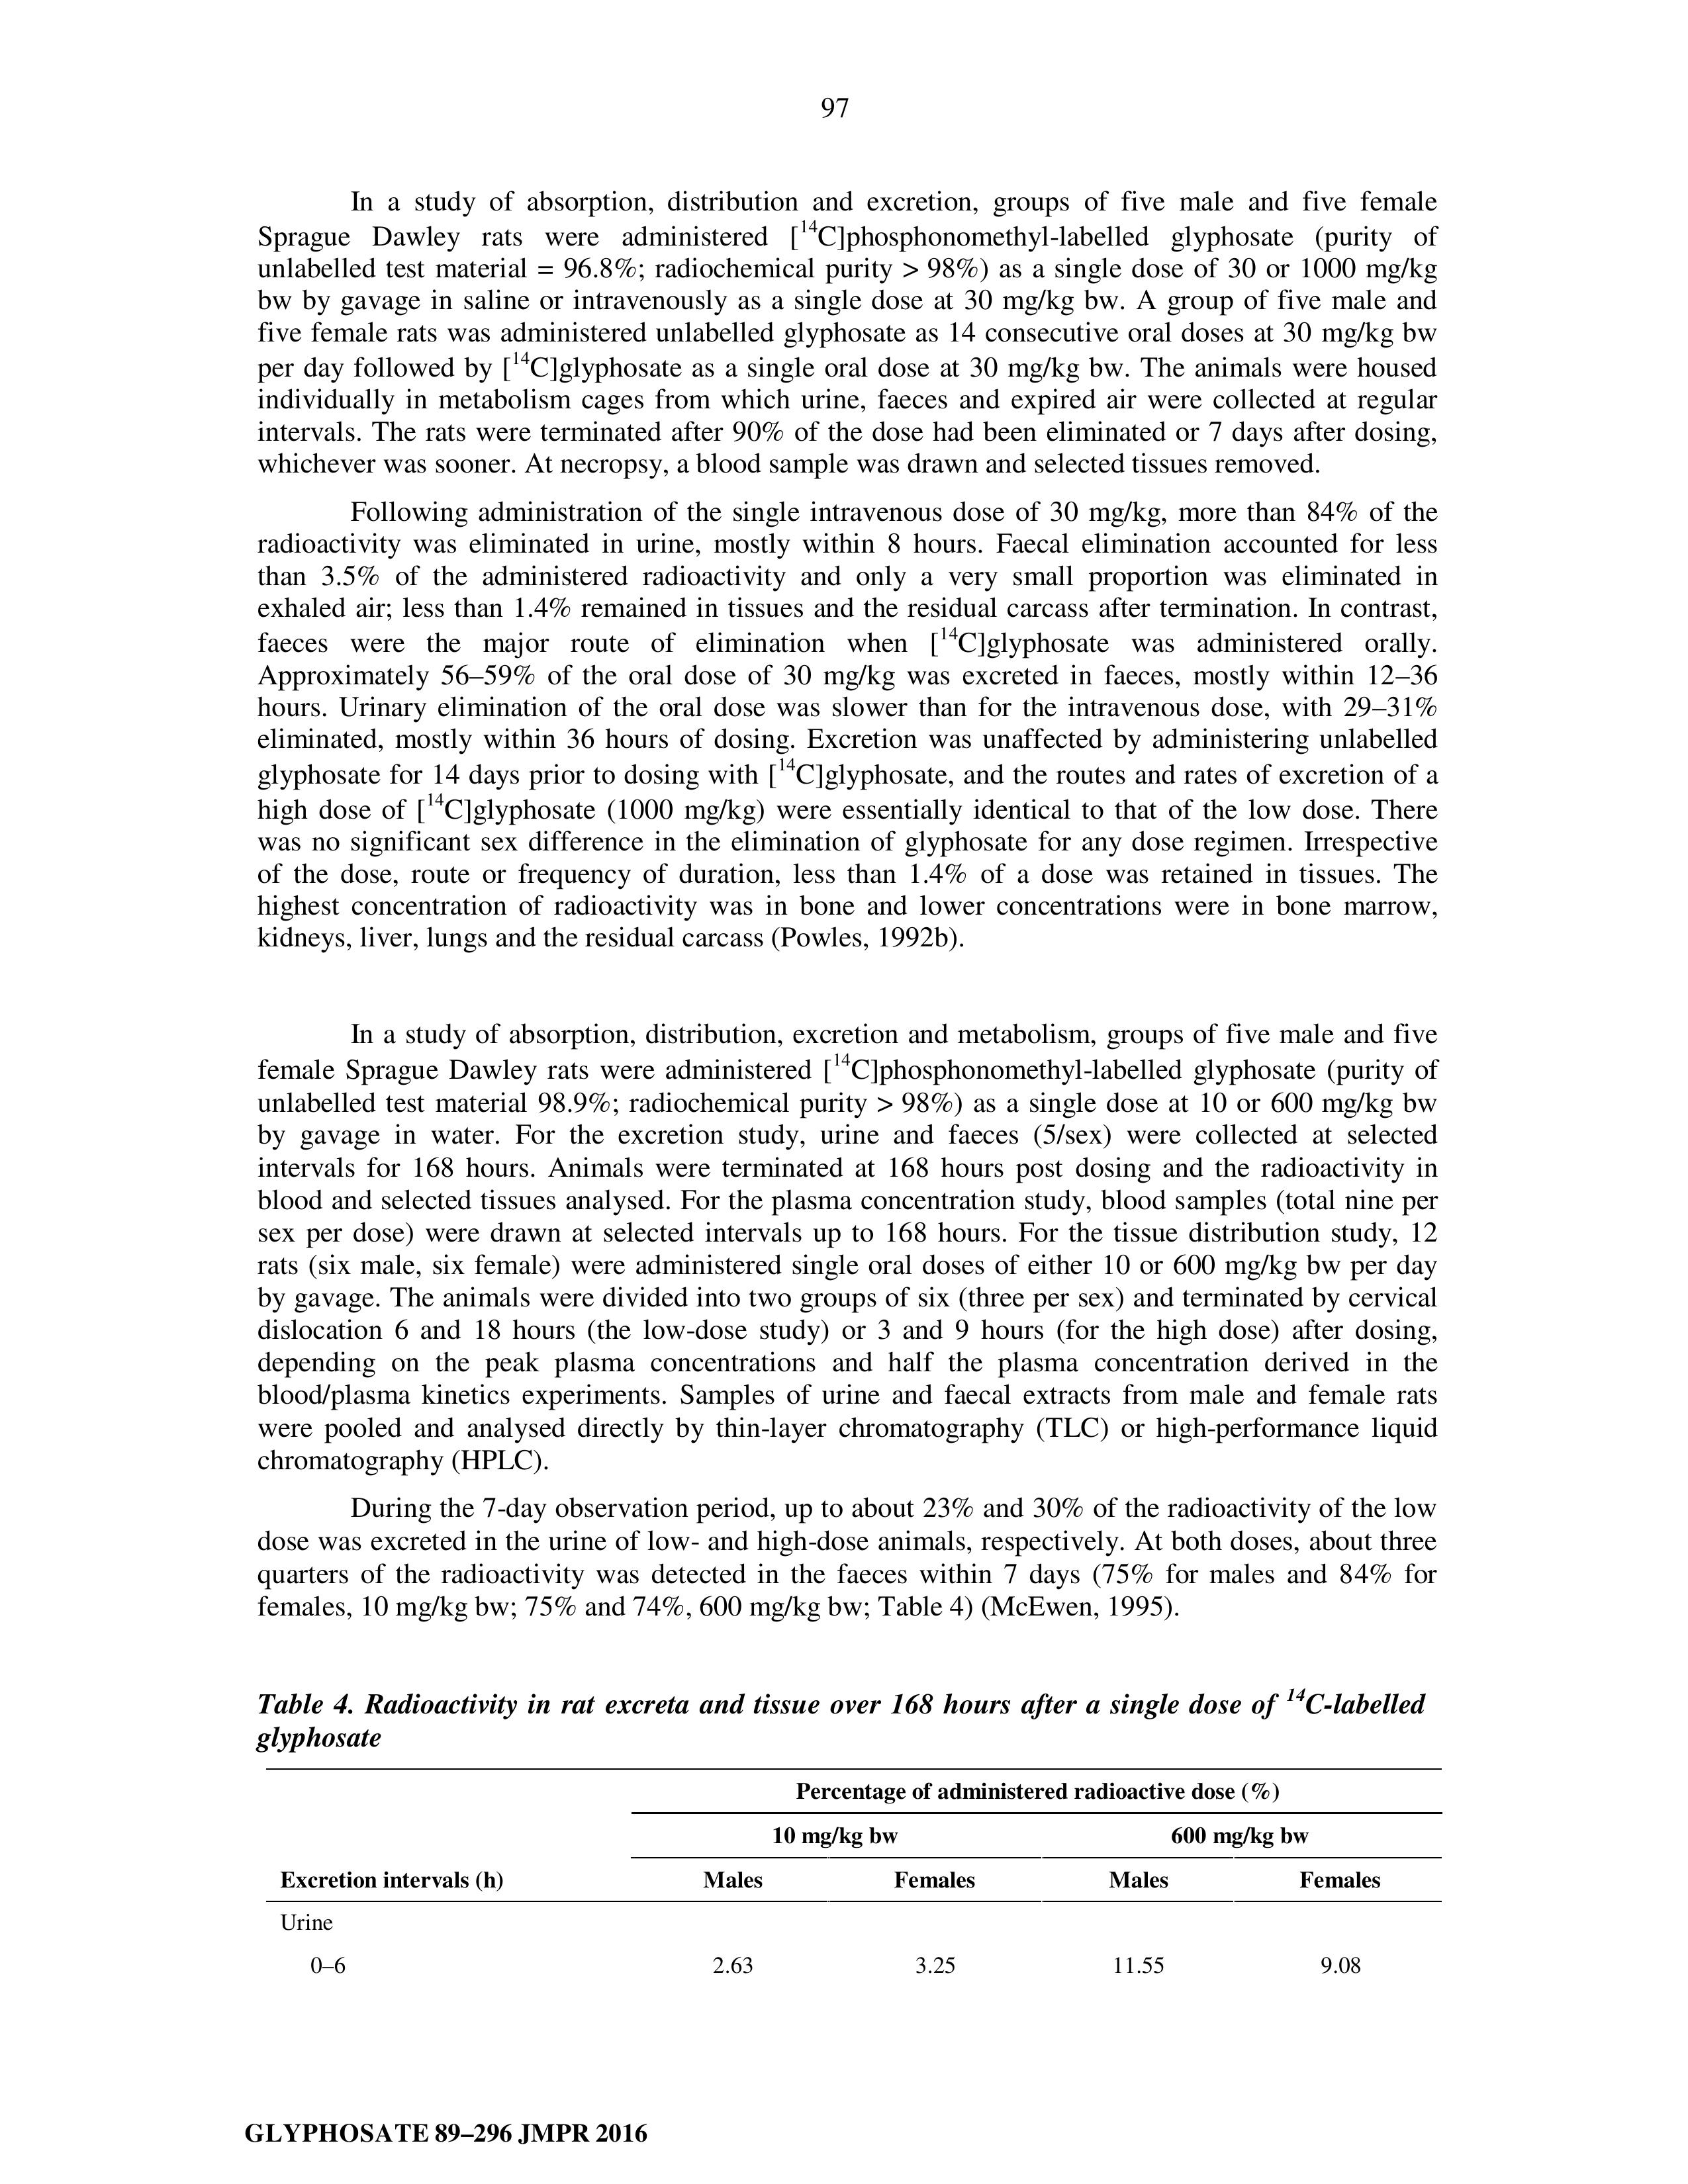 97
In a study of absorption, distribution and excretion, groups of five male and five female
Sprague Dawley rats were administered [14C]phosphonomethyl-labelled glyphosate (purity of
unlabelled test material = 96.8%; radiochemical purity > 98%) as a single dose of 30 or 1000 mg/kg
bw by gavage in saline or intravenously as a single dose at 30 mg/kg bw. A group of five male and
five female rats was administered unlabelled glyphosate as 14 consecutive oral doses at 30 mg/kg bw
per day followed by [14C]glyphosate as a single oral dose at 30 mg/kg bw. The animals were housed
individually in metabolism cages from which urine, faeces and expired air were collected at regular
intervals. The rats were terminated after 90% of the dose had been eliminated or 7 days after dosing,
whichever was sooner. At necropsy, a blood sample was drawn and selected tissues removed.
Following administration of the single intravenous dose of 30 mg/kg, more than 84% of the
radioactivity was eliminated in urine, mostly within 8 hours. Faecal elimination accounted for less
than 3.5% of the administered radioactivity and only a very small proportion was eliminated in
exhaled air; less than 1.4% remained in tissues and the residual carcass after termination. In contrast,
faeces were the major route of elimination when [14C]glyphosate was administered orally.
Approximately 56–59% of the oral dose of 30 mg/kg was excreted in faeces, mostly within 12–36
hours. Urinary elimination of the oral dose was slower than for the intravenous dose, with 29–31%
eliminated, mostly within 36 hours of dosing. Excretion was unaffected by administering unlabelled
glyphosate for 14 days prior to dosing with [14C]glyphosate, and the routes and rates of excretion of a
high dose of [14C]glyphosate (1000 mg/kg) were essentially identical to that of the low dose. There
was no significant sex difference in the elimination of glyphosate for any dose regimen. Irrespective
of the dose, route or frequency of duration, less than 1.4% of a dose was retained in tissues. The
highest concentration of radioactivity was in bone and lower concentrations were in bone marrow,
kidneys, liver, lungs and the residual carcass (Powles, 1992b).
In a study of absorption, distribution, excretion and metabolism, groups of five male and five
female Sprague Dawley rats were administered [14C]phosphonomethyl-labelled glyphosate (purity of
unlabelled test material 98.9%; radiochemical purity > 98%) as a single dose at 10 or 600 mg/kg bw
by gavage in water. For the excretion study, urine and faeces (5/sex) were collected at selected
intervals for 168 hours. Animals were terminated at 168 hours post dosing and the radioactivity in
blood and selected tissues analysed. For the plasma concentration study, blood samples (total nine per
sex per dose) were drawn at selected intervals up to 168 hours. For the tissue distribution study, 12
rats (six male, six female) were administered single oral doses of either 10 or 600 mg/kg bw per day
by gavage. The animals were divided into two groups of six (three per sex) and terminated by cervical
dislocation 6 and 18 hours (the low-dose study) or 3 and 9 hours (for the high dose) after dosing,
depending on the peak plasma concentrations and half the plasma concentration derived in the
blood/plasma kinetics experiments. Samples of urine and faecal extracts from male and female rats
were pooled and analysed directly by thin-layer chromatography (TLC) or high-performance liquid
chromatography (HPLC).
During the 7-day observation period, up to about 23% and 30% of the radioactivity of the low
dose was excreted in the urine of low- and high-dose animals, respectively. At both doses, about three
quarters of the radioactivity was detected in the faeces within 7 days (75% for males and 84% for
females, 10 mg/kg bw; 75% and 74%, 600 mg/kg bw; Table 4) (McEwen, 1995).
Table 4. Radioactivity in rat excreta and tissue over 168 hours after a single dose of 14C-labelled
glyphosate
Percentage of administered radioactive dose (%)
10 mg/kg bw 600 mg/kg bw
Excretion intervals (h) Males Females Males Females
Urine
0–6 2.63 3.25 11.55 9.08
GLYPHOSATE 89–296 JMPR 2016